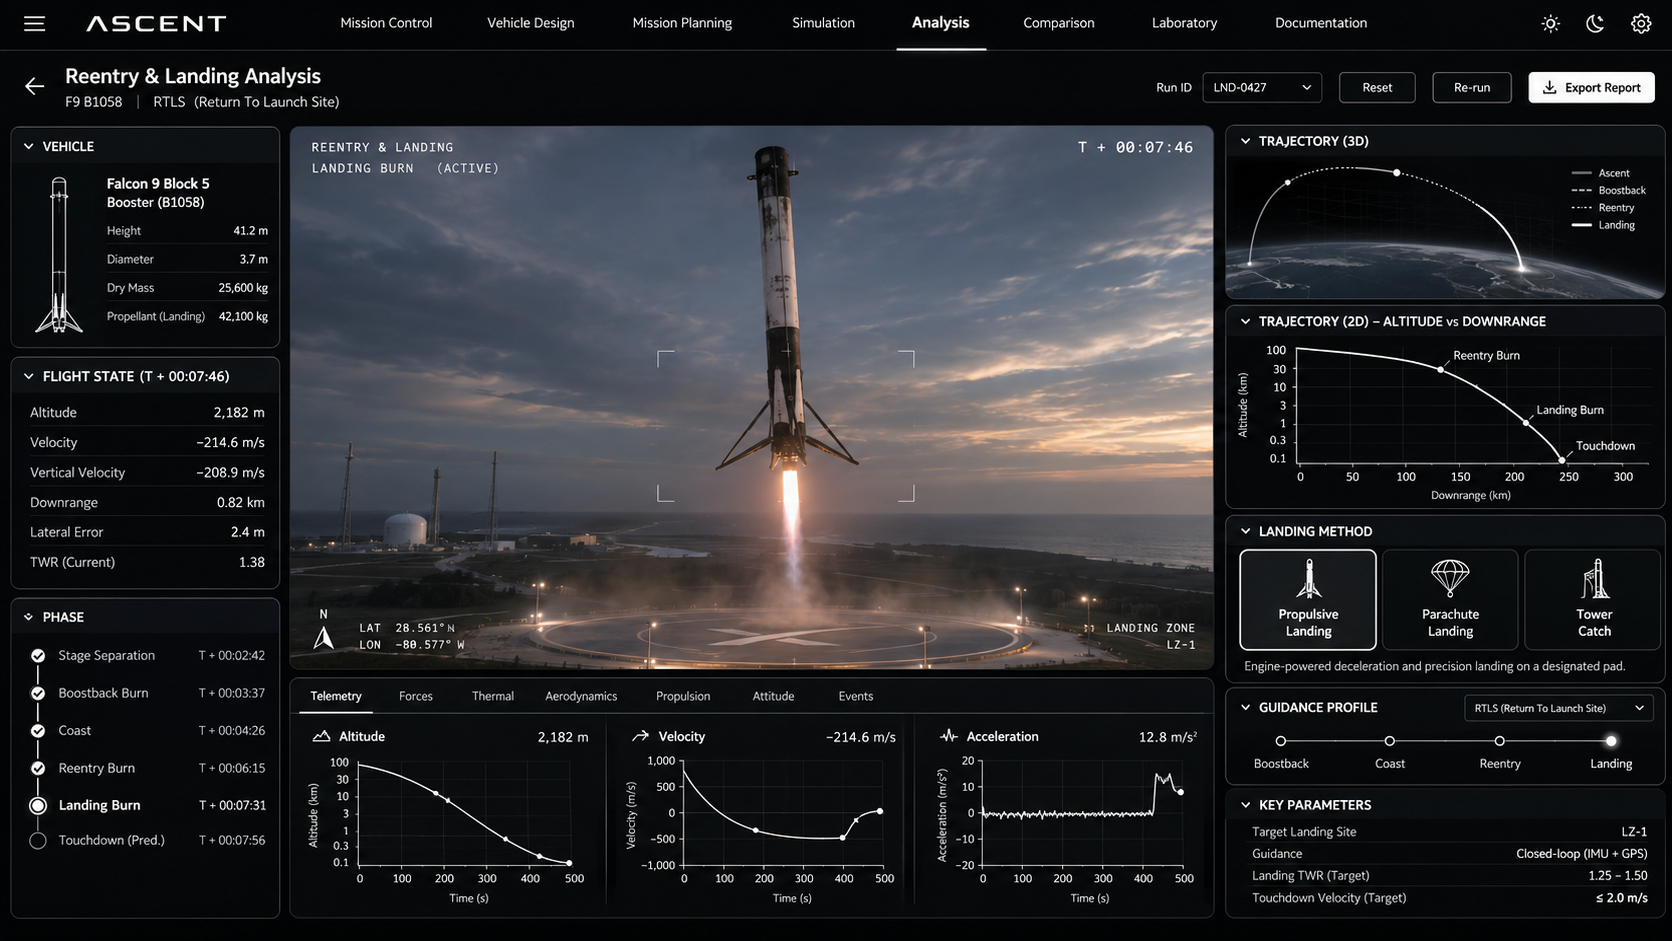 ASCENT
Mission Control
Vehicle Design
Mission Planning
Simulation
Analysis
Comparison
Laboratory
Documentation
Reentry & Landing Analysis
F9 B1058 | RTLS (Return To Launch Site)
Run ID
LND-0427
Reset
Re-run
Export Report
VEHICLE
Falcon 9 Block 5
Booster (B1058)
Height 41.2 m
Diameter 3.7 m
Dry Mass 25,600 kg
Propellant (Landing) 42,100 kg
FLIGHT STATE (T + 00:07:46)
Altitude 2,182 m
Velocity −214.6 m/s
Vertical Velocity −208.9 m/s
Downrange 0.82 km
Lateral Error 2.4 m
TWR (Current) 1.38
PHASE
Stage Separation T + 00:02:42
Boostback Burn T + 00:03:37
Coast T + 00:04:26
Reentry Burn T + 00:06:15
Landing Burn T + 00:07:31
Touchdown (Pred.) T + 00:07:56
REENTRY & LANDING
LANDING BURN (ACTIVE)
T + 00:07:46
N
LAT 28.561° N
LON −80.577° W
LANDING ZONE
LZ-1
Telemetry
Forces
Thermal
Aerodynamics
Propulsion
Attitude
Events
Altitude 2,182 m
Altitude (km)
100
30
10
3
1
0.3
0.1
0 100 200 300 400 500
Time (s)
Velocity −214.6 m/s
Velocity (m/s)
1,000
500
0
−500
−1,000
0 100 200 300 400 500
Time (s)
Acceleration 12.8 m/s²
Acceleration (m/s²)
20
10
0
−10
−20
0 100 200 300 400 500
Time (s)
TRAJECTORY (3D)
Ascent
Boostback
Reentry
Landing
TRAJECTORY (2D) – ALTITUDE vs DOWNRANGE
Altitude (km)
100
30
10
3
1
0.3
0.1
Reentry Burn
Landing Burn
Touchdown
0 50 100 150 200 250 300
Downrange (km)
LANDING METHOD
Propulsive
Landing
Parachute
Landing
Tower
Catch
Engine-powered deceleration and precision landing on a designated pad.
GUIDANCE PROFILE
RTLS (Return To Launch Site)
Boostback
Coast
Reentry
Landing
KEY PARAMETERS
Target Landing Site LZ-1
Guidance Closed-loop (IMU + GPS)
Landing TWR (Target) 1.25 – 1.50
Touchdown Velocity (Target) ≤ 2.0 m/s